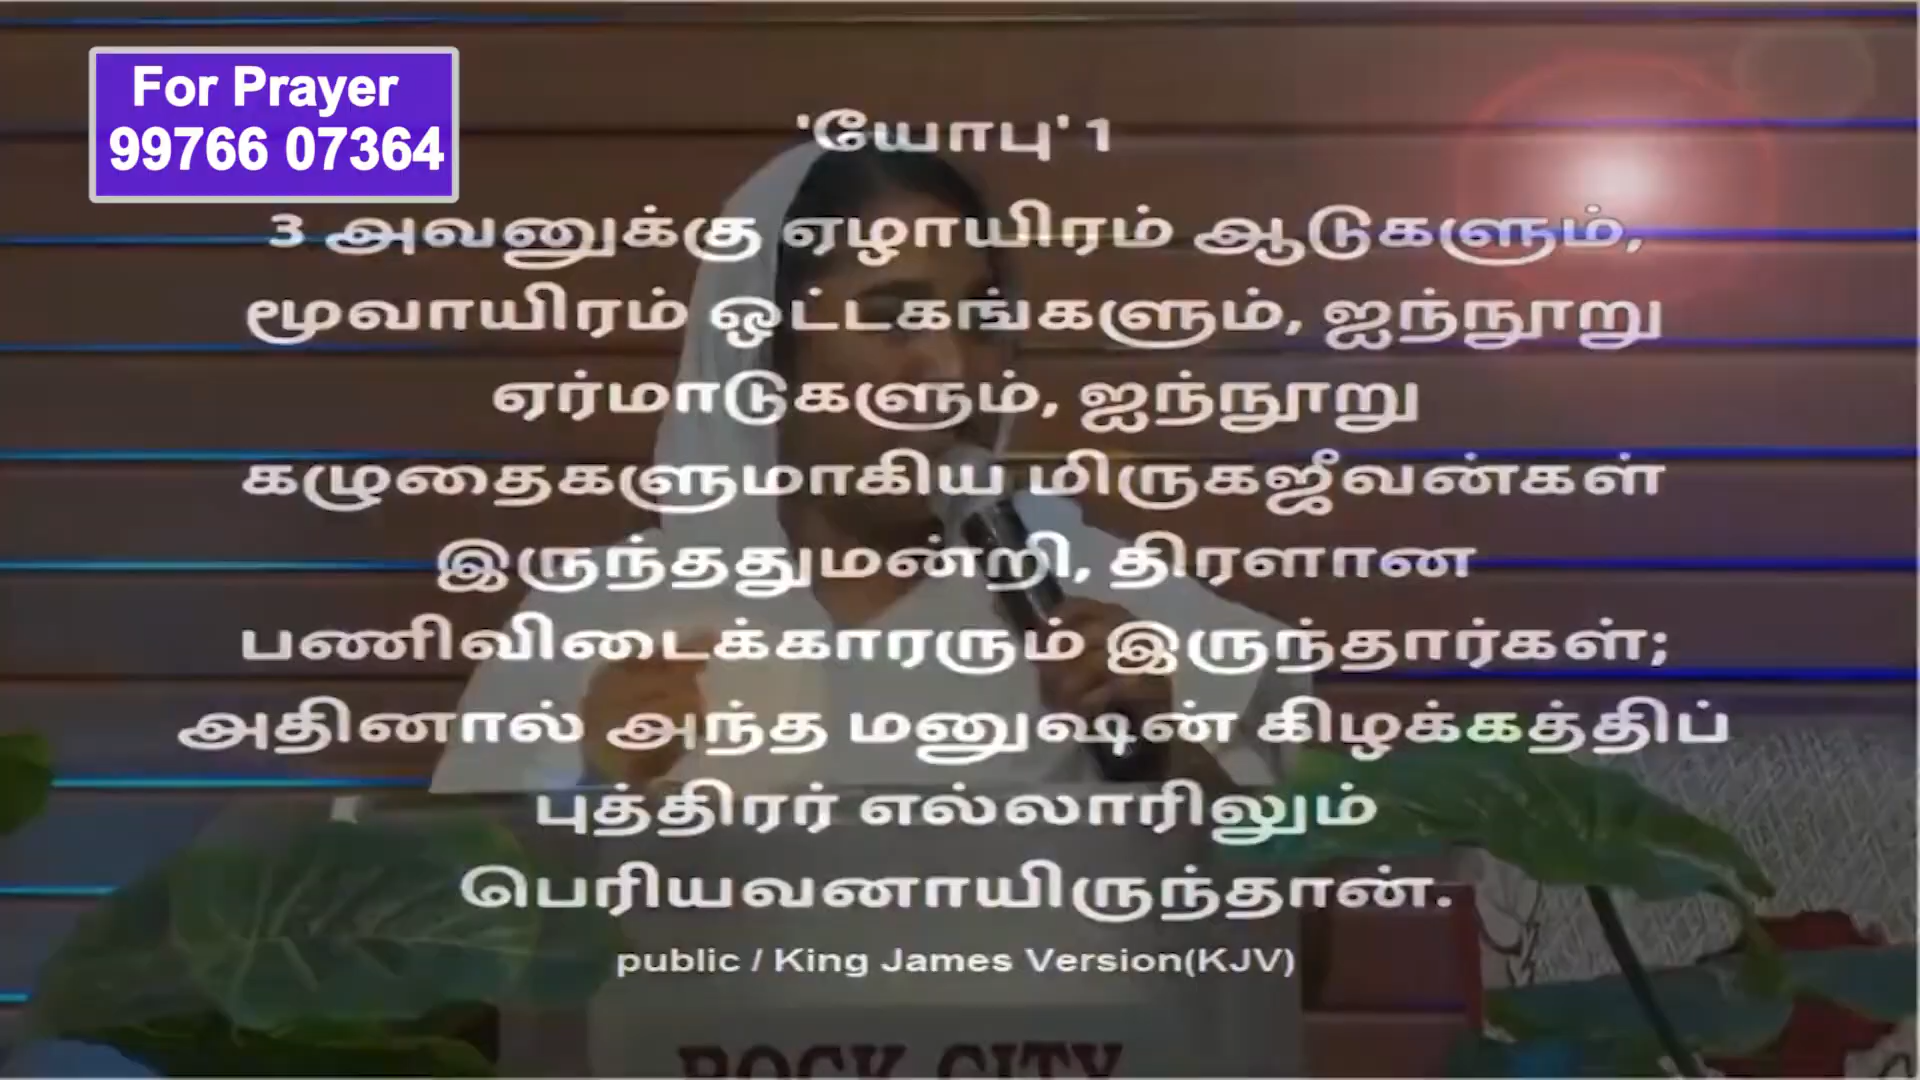 For Prayer
99766 07364
'யோபு' 1
3 அவனுக்கு ஏழாயிரம் ஆடுகளும்,
மூவாயிரம் ஒட்டகங்களும், ஐந்நூறு
ஏர்மாடுகளும், ஐந்நூறு
கழுதைகளுமாகிய மிருகஜீவன்கள்
இருந்ததுமன்றி, திரளான
பணிவிடைக்காரரும் இருந்தார்கள்;
அதினால் அந்த மனுஷன் கிழக்கத்திப்
புத்திரர் எல்லாரிலும்
பெரியவனாயிருந்தான்.
public / King James Version(KJV)
ROCK CITY